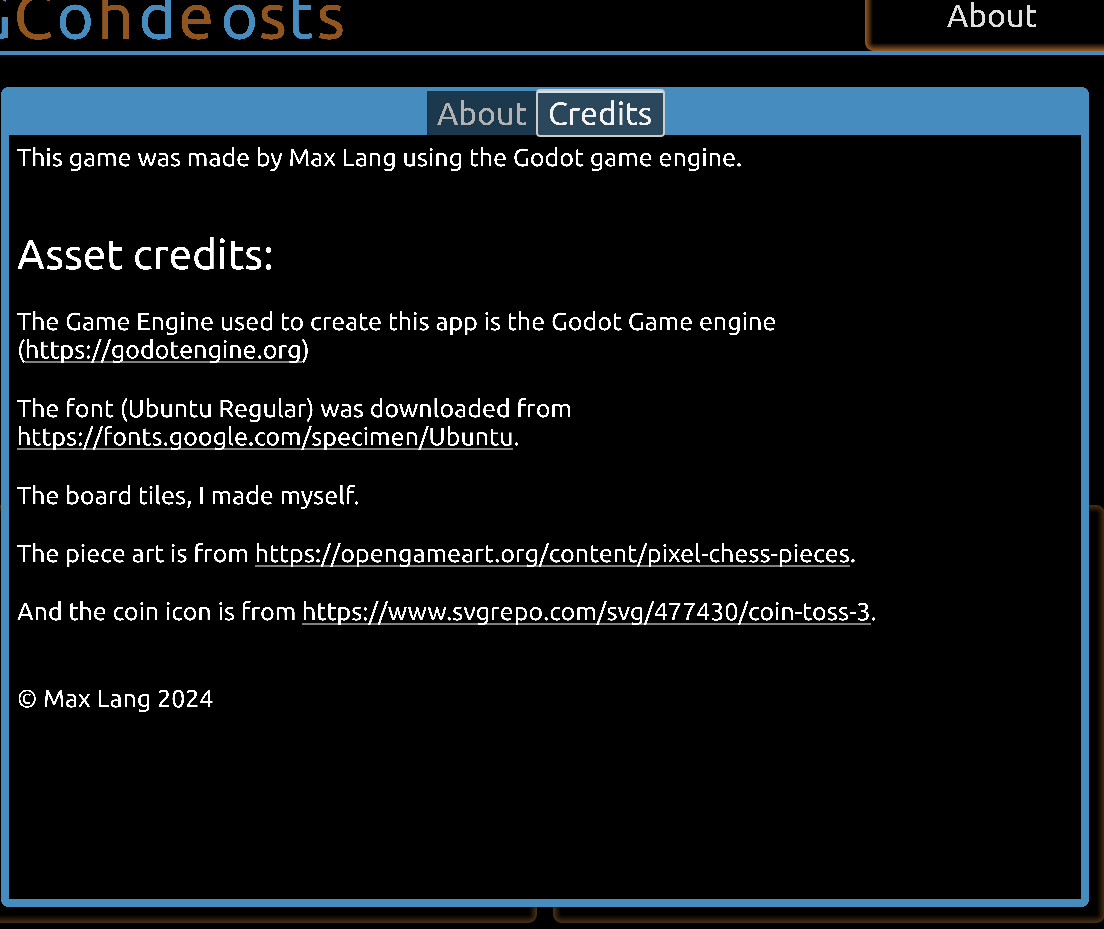 GCohdeosts
About
About Credits
This game was made by Max Lang using the Godot game engine.
Asset credits:
The Game Engine used to create this app is the Godot Game engine
(https://godotengine.org)
The font (Ubuntu Regular) was downloaded from
https://fonts.google.com/specimen/Ubuntu.
The board tiles, I made myself.
The piece art is from https://opengameart.org/content/pixel-chess-pieces.
And the coin icon is from https://www.svgrepo.com/svg/477430/coin-toss-3.
© Max Lang 2024